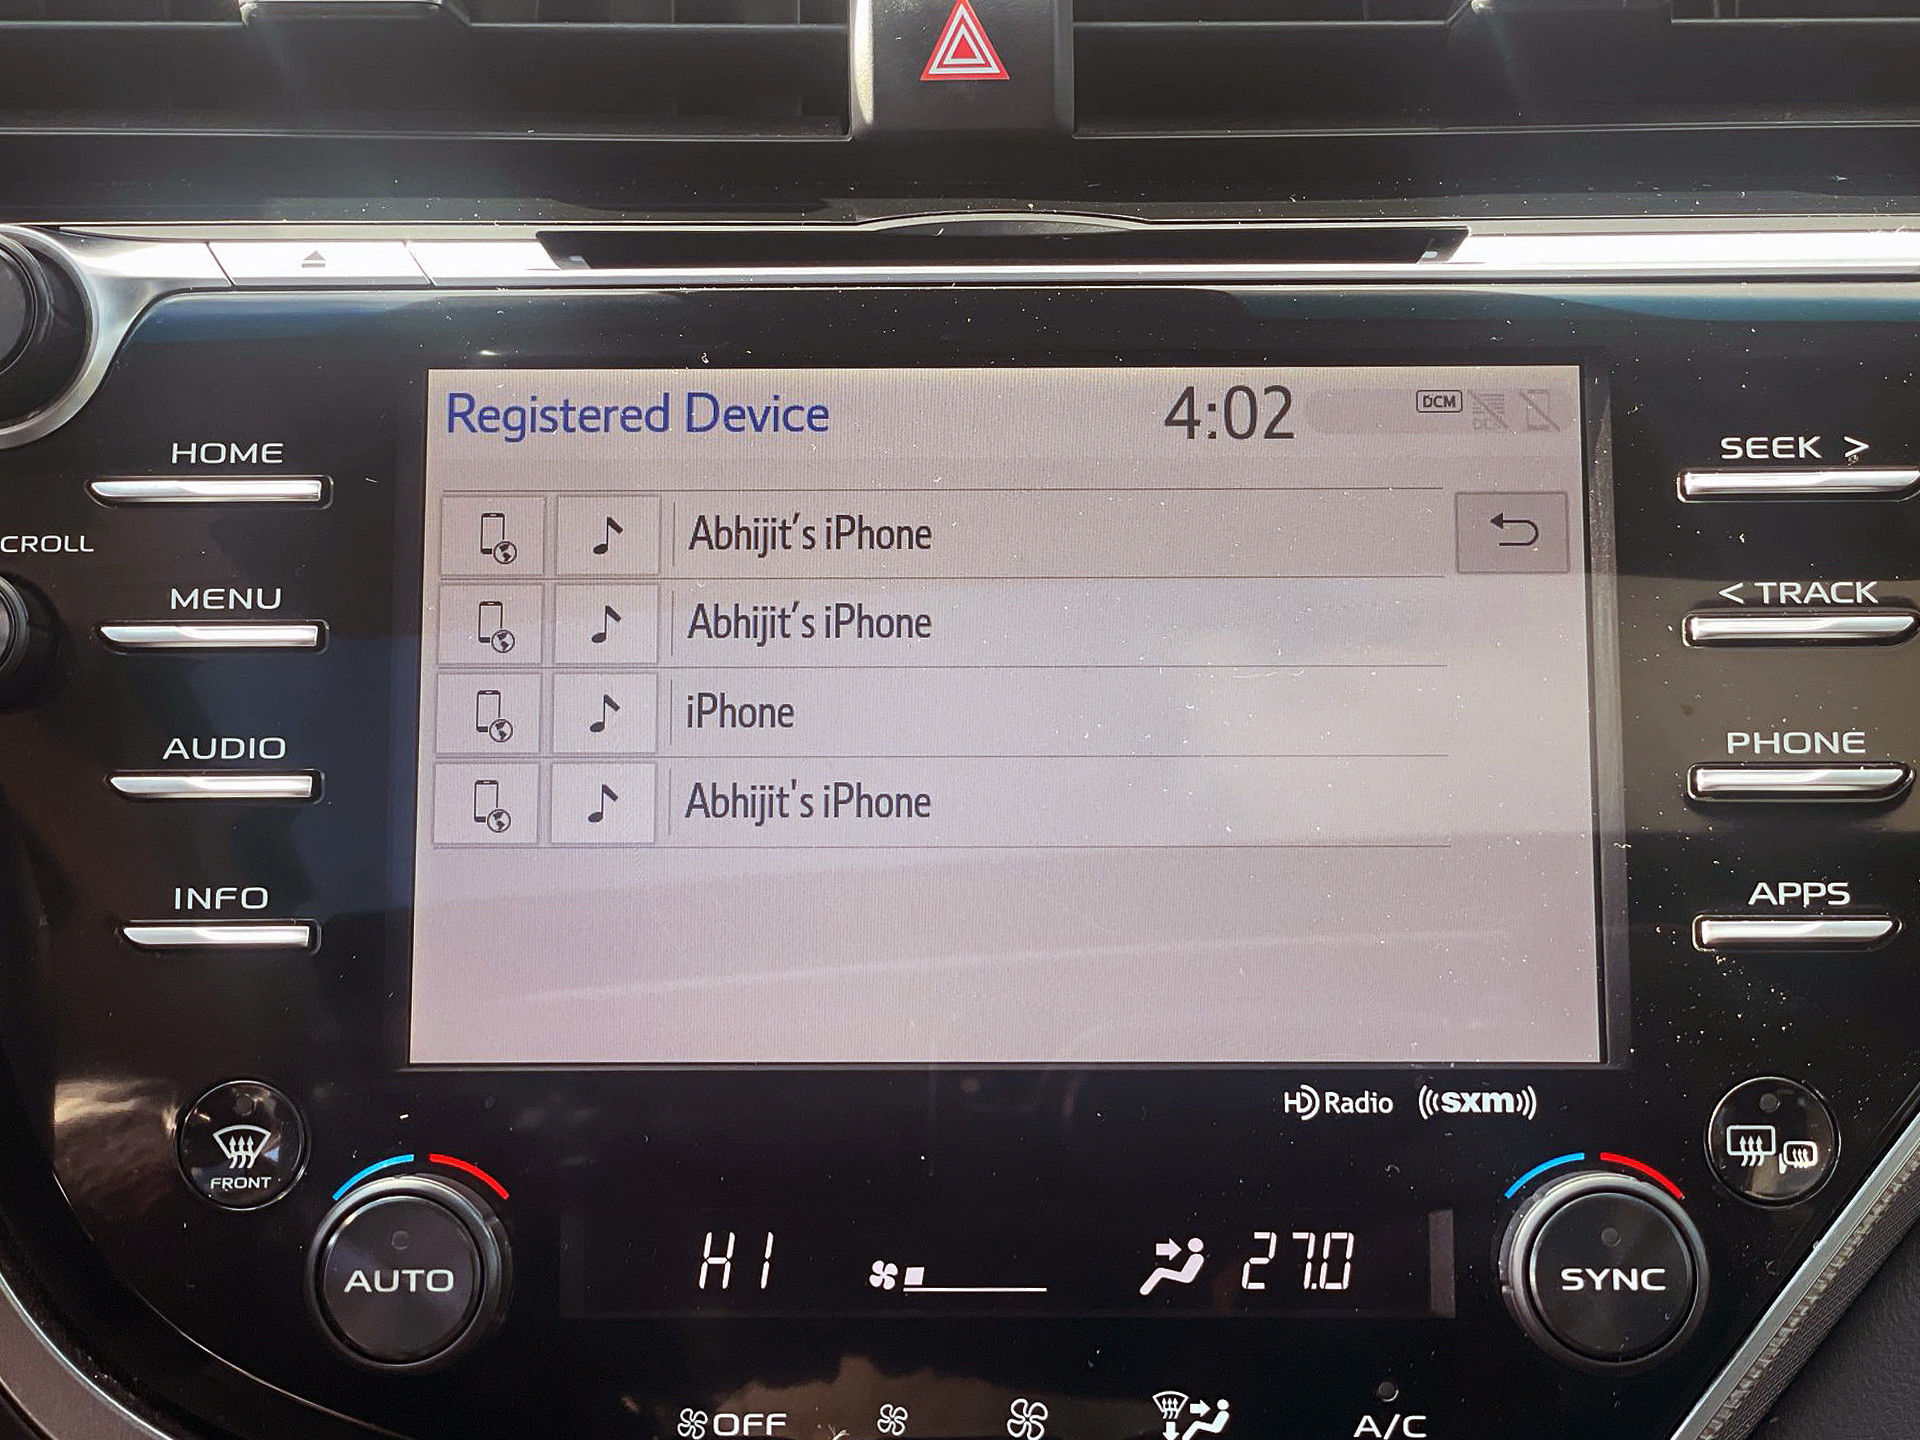 Registered Device 4:02 DCM
HOME
SEEK >
Abhijit’s iPhone
CROLL
MENU
< TRACK
Abhijit’s iPhone
iPhone
AUDIO
PHONE
Abhijit's iPhone
INFO
APPS
HD Radio (((sxm)))
FRONT
AUTO
HI
27.0
SYNC
OFF
A/C